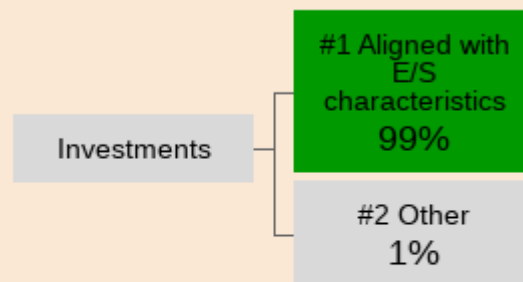 Investments
#1 Aligned with
E/S
characteristics
99%
#2 Other
1%